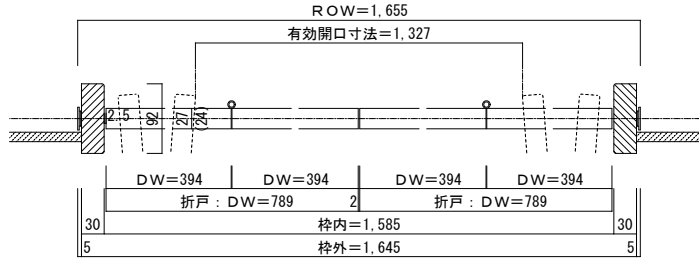 ROW=1,655
有効開口寸法=1,327
2.5
92
27
(24)
DW=394 DW=394 DW=394 DW=394
折戸:DW=789 2 折戸:DW=789
30 枠内=1,585 30
5 枠外=1,645 5